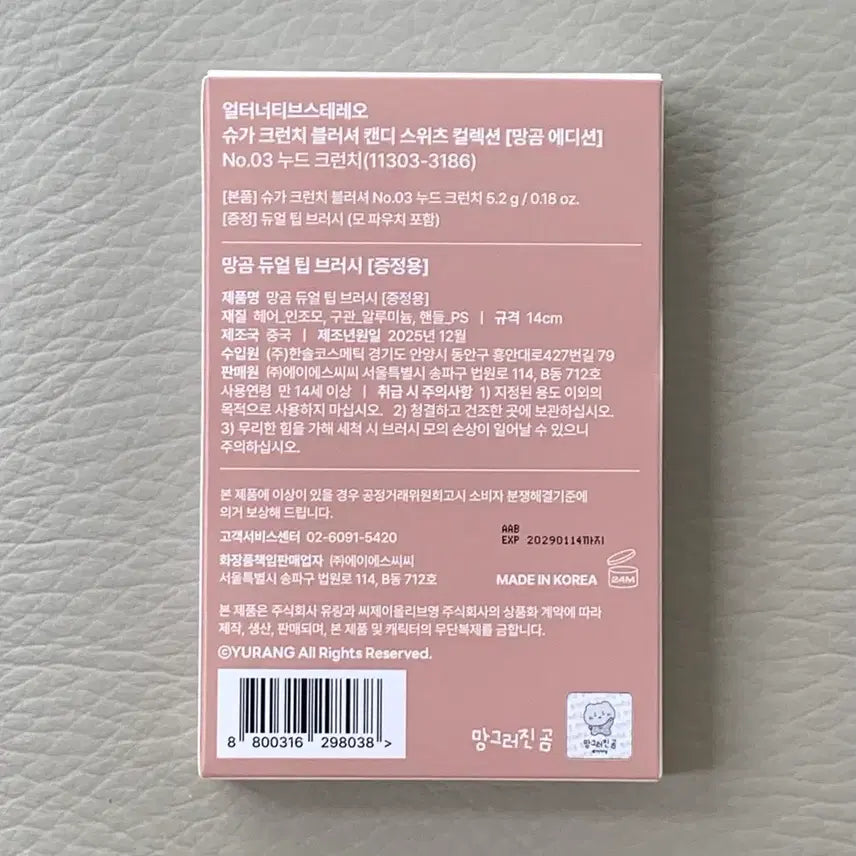 얼터너티브스테레오
슈가 크런치 블러셔 캔디 스위츠 컬렉션 [망곰 에디션]
No.03 누드 크런치(11303-3186)
[본품] 슈가 크런치 블러셔 No.03 누드 크런치 5.2 g / 0.18 oz.
[증정] 듀얼 팁 브러시 (모 파우치 포함)
망곰 듀얼 팁 브러시 [증정용]
제품명 망곰 듀얼 팁 브러시 [증정용]
재질 헤어_인조모, 구관_알루미늄, 핸들_PS | 규격 14cm
제조국 중국 | 제조년원일 2025년 12월
수입원 (주)한솔코스메틱 경기도 안양시 동안구 흥안대로427번길 79
판매원 ㈜에이에스씨씨 서울특별시 송파구 법원로 114, B동 712호
사용연령 만 14세 이상 | 취급 시 주의사항 1) 지정된 용도 이외의
목적으로 사용하지 마십시오. 2) 청결하고 건조한 곳에 보관하십시오.
3) 무리한 힘을 가해 세척 시 브러시 모의 손상이 일어날 수 있으니
주의하십시오.
본 제품에 이상이 있을 경우 공정거래위원회고시 소비자 분쟁해결기준에
의거 보상해 드립니다.
고객서비스센터 02-6091-5420
AAB
EXP 20290114까지
화장품책임판매업자 ㈜에이에스씨씨
서울특별시 송파구 법원로 114, B동 712호
MADE IN KOREA
24M
본 제품은 주식회사 유랑과 씨제이올리브영 주식회사의 상품화 계약에 따라
제작, 생산, 판매되며, 본 제품 및 캐릭터의 무단복제를 금합니다.
©YURANG All Rights Reserved.
8 800316 298038 >
망그러진 곰
망그러진 곰